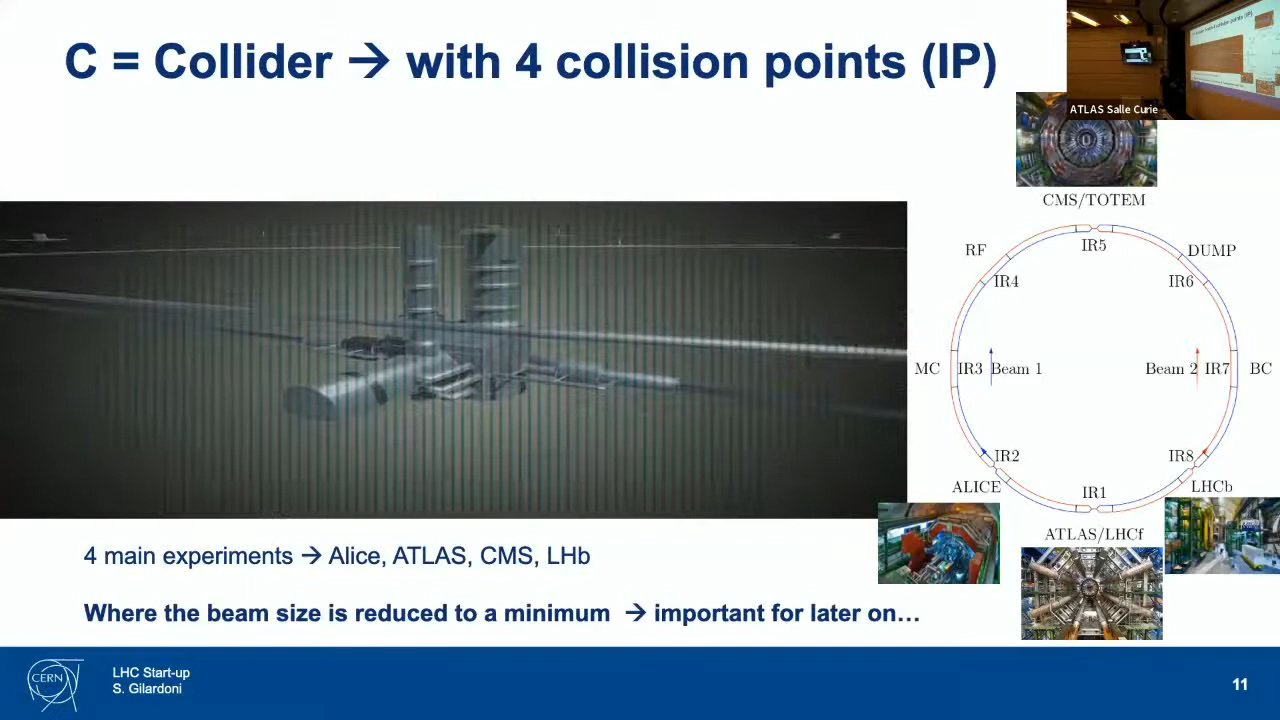 C = Collider → with 4 collision points (IP)
ATLAS Salle Curie
CMS/TOTEM
RF
IR5
DUMP
IR4
IR6
MC
IR3
Beam 1
Beam 2
IR7
BC
IR2
IR8
ALICE
IR1
LHCb
ATLAS/LHCf
4 main experiments → Alice, ATLAS, CMS, LHb
Where the beam size is reduced to a minimum → important for later on...
CERN
LHC Start-up
S. Gilardoni
11